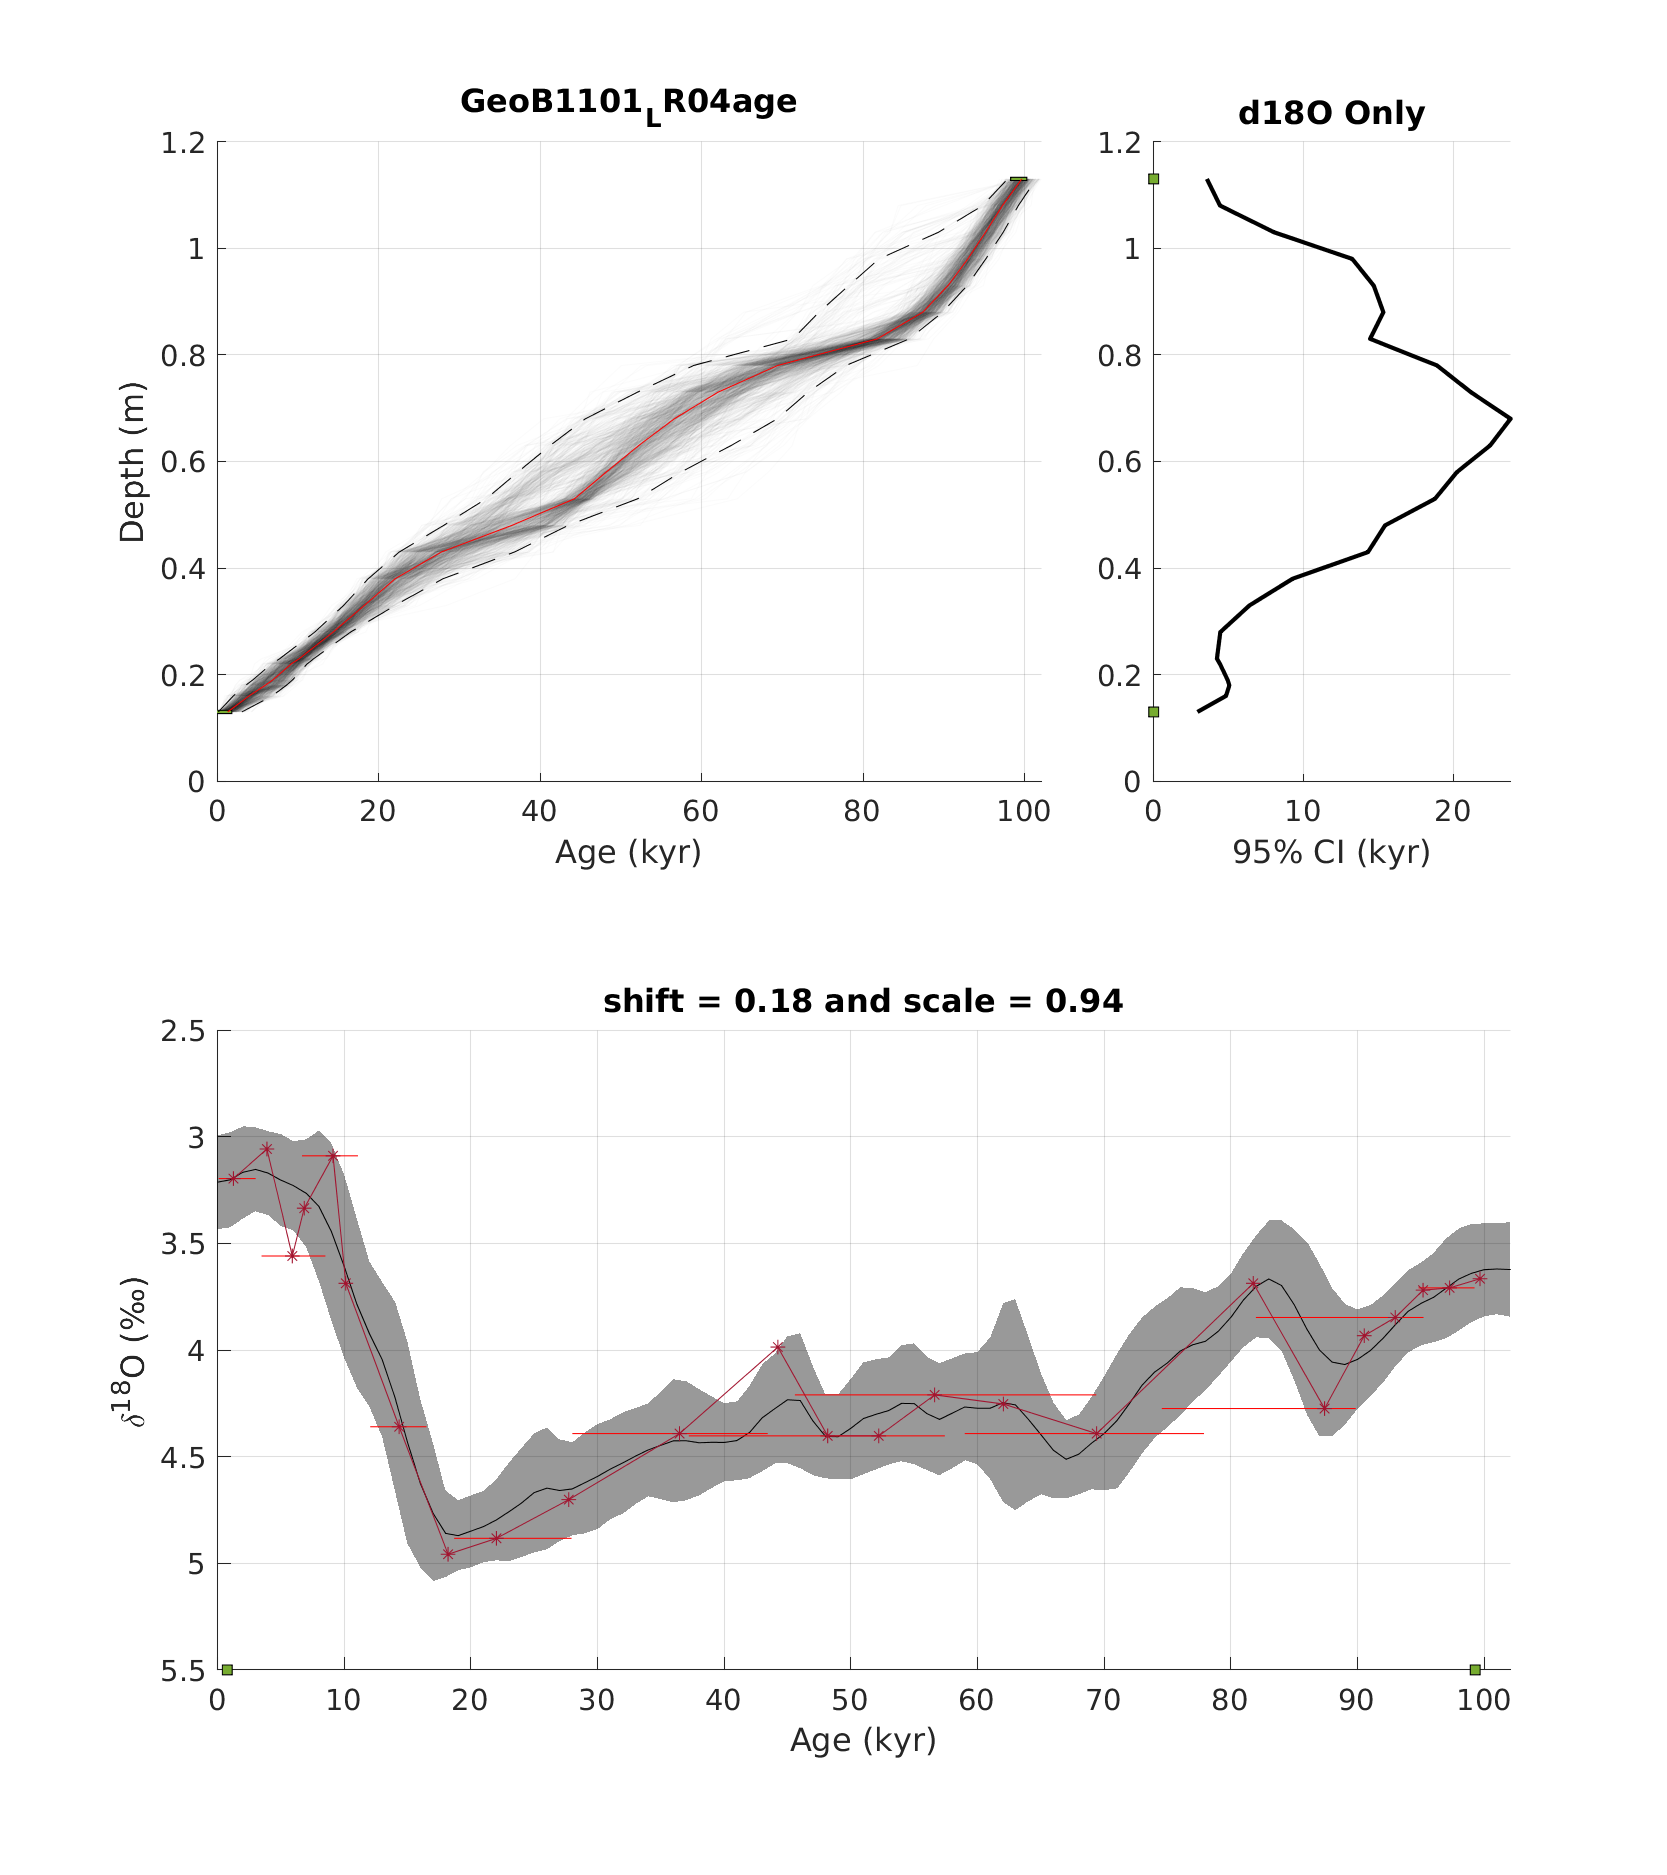 GeoB1101LR04age
1.2
1
0.8
0.6
0.4
0.2
0
Depth (m)
0 20 40 60 80 100
Age (kyr)
d18O Only
1.2
1
0.8
0.6
0.4
0.2
0
0 10 20
95% CI (kyr)
shift = 0.18 and scale = 0.94
2.5
3
3.5
4
4.5
5
5.5
δ18O (‰)
0 10 20 30 40 50 60 70 80 90 100
Age (kyr)